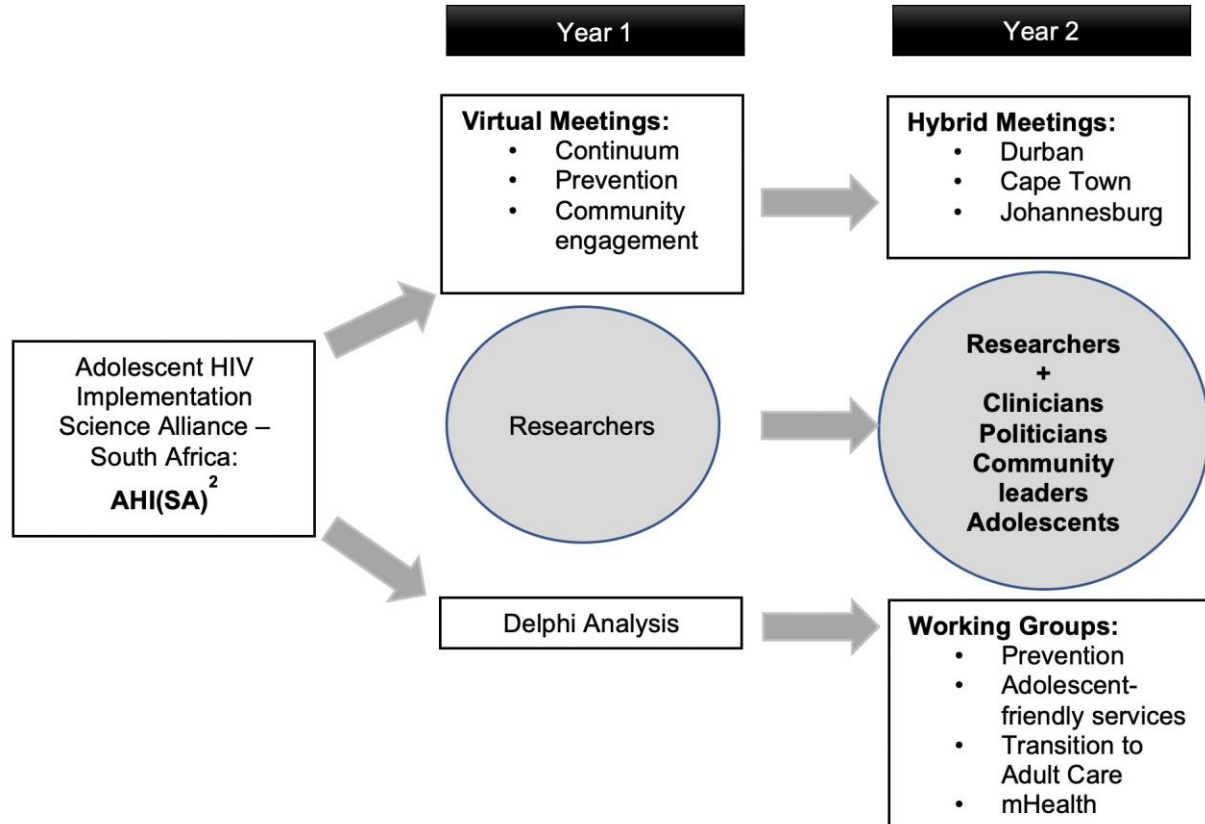 Year 1
Year 2
Virtual Meetings:
• Continuum
• Prevention
• Community
engagement
Hybrid Meetings:
• Durban
• Cape Town
• Johannesburg
Adolescent HIV
Implementation
Science Alliance –
South Africa:
AHI(SA)²
Researchers
Researchers
+
Clinicians
Politicians
Community
leaders
Adolescents
Delphi Analysis
Working Groups:
• Prevention
• Adolescent-
friendly services
• Transition to
Adult Care
• mHealth